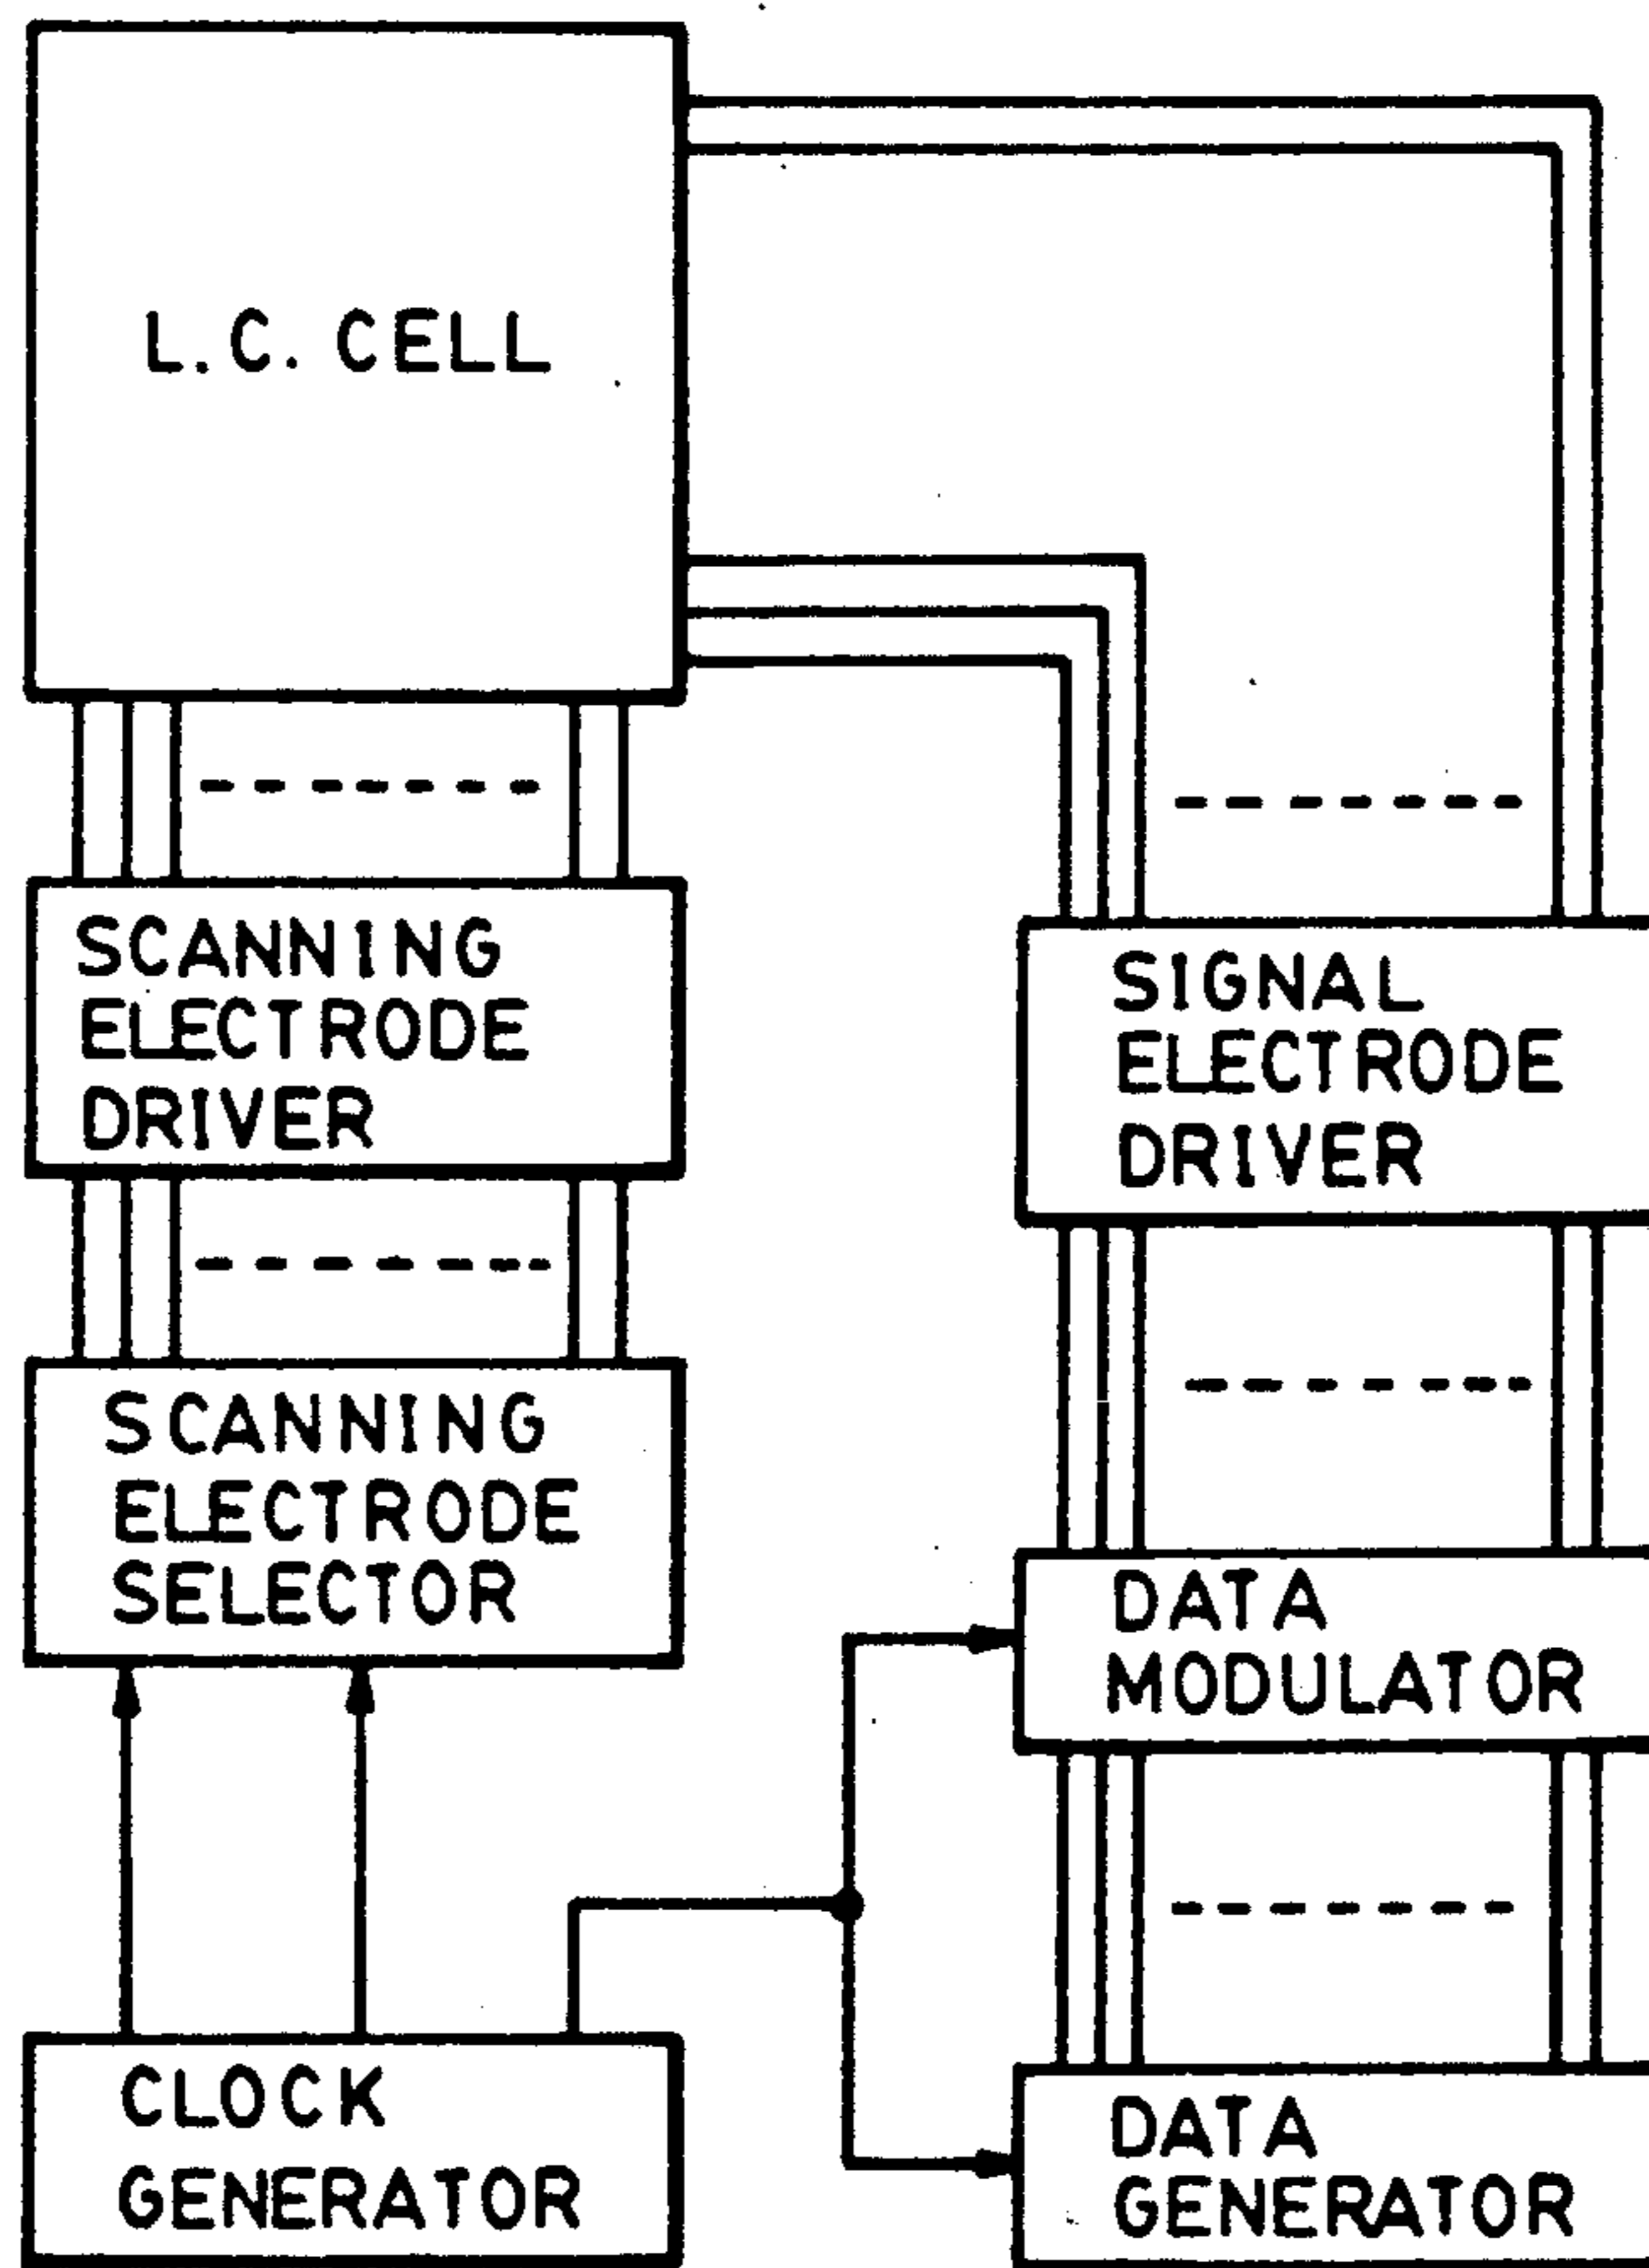 L.C. CELL
SCANNING
ELECTRODE
DRIVER
SIGNAL
ELECTRODE
DRIVER
SCANNING
ELECTRODE
SELECTOR
DATA
MODULATOR
CLOCK
GENERATOR
DATA
GENERATOR